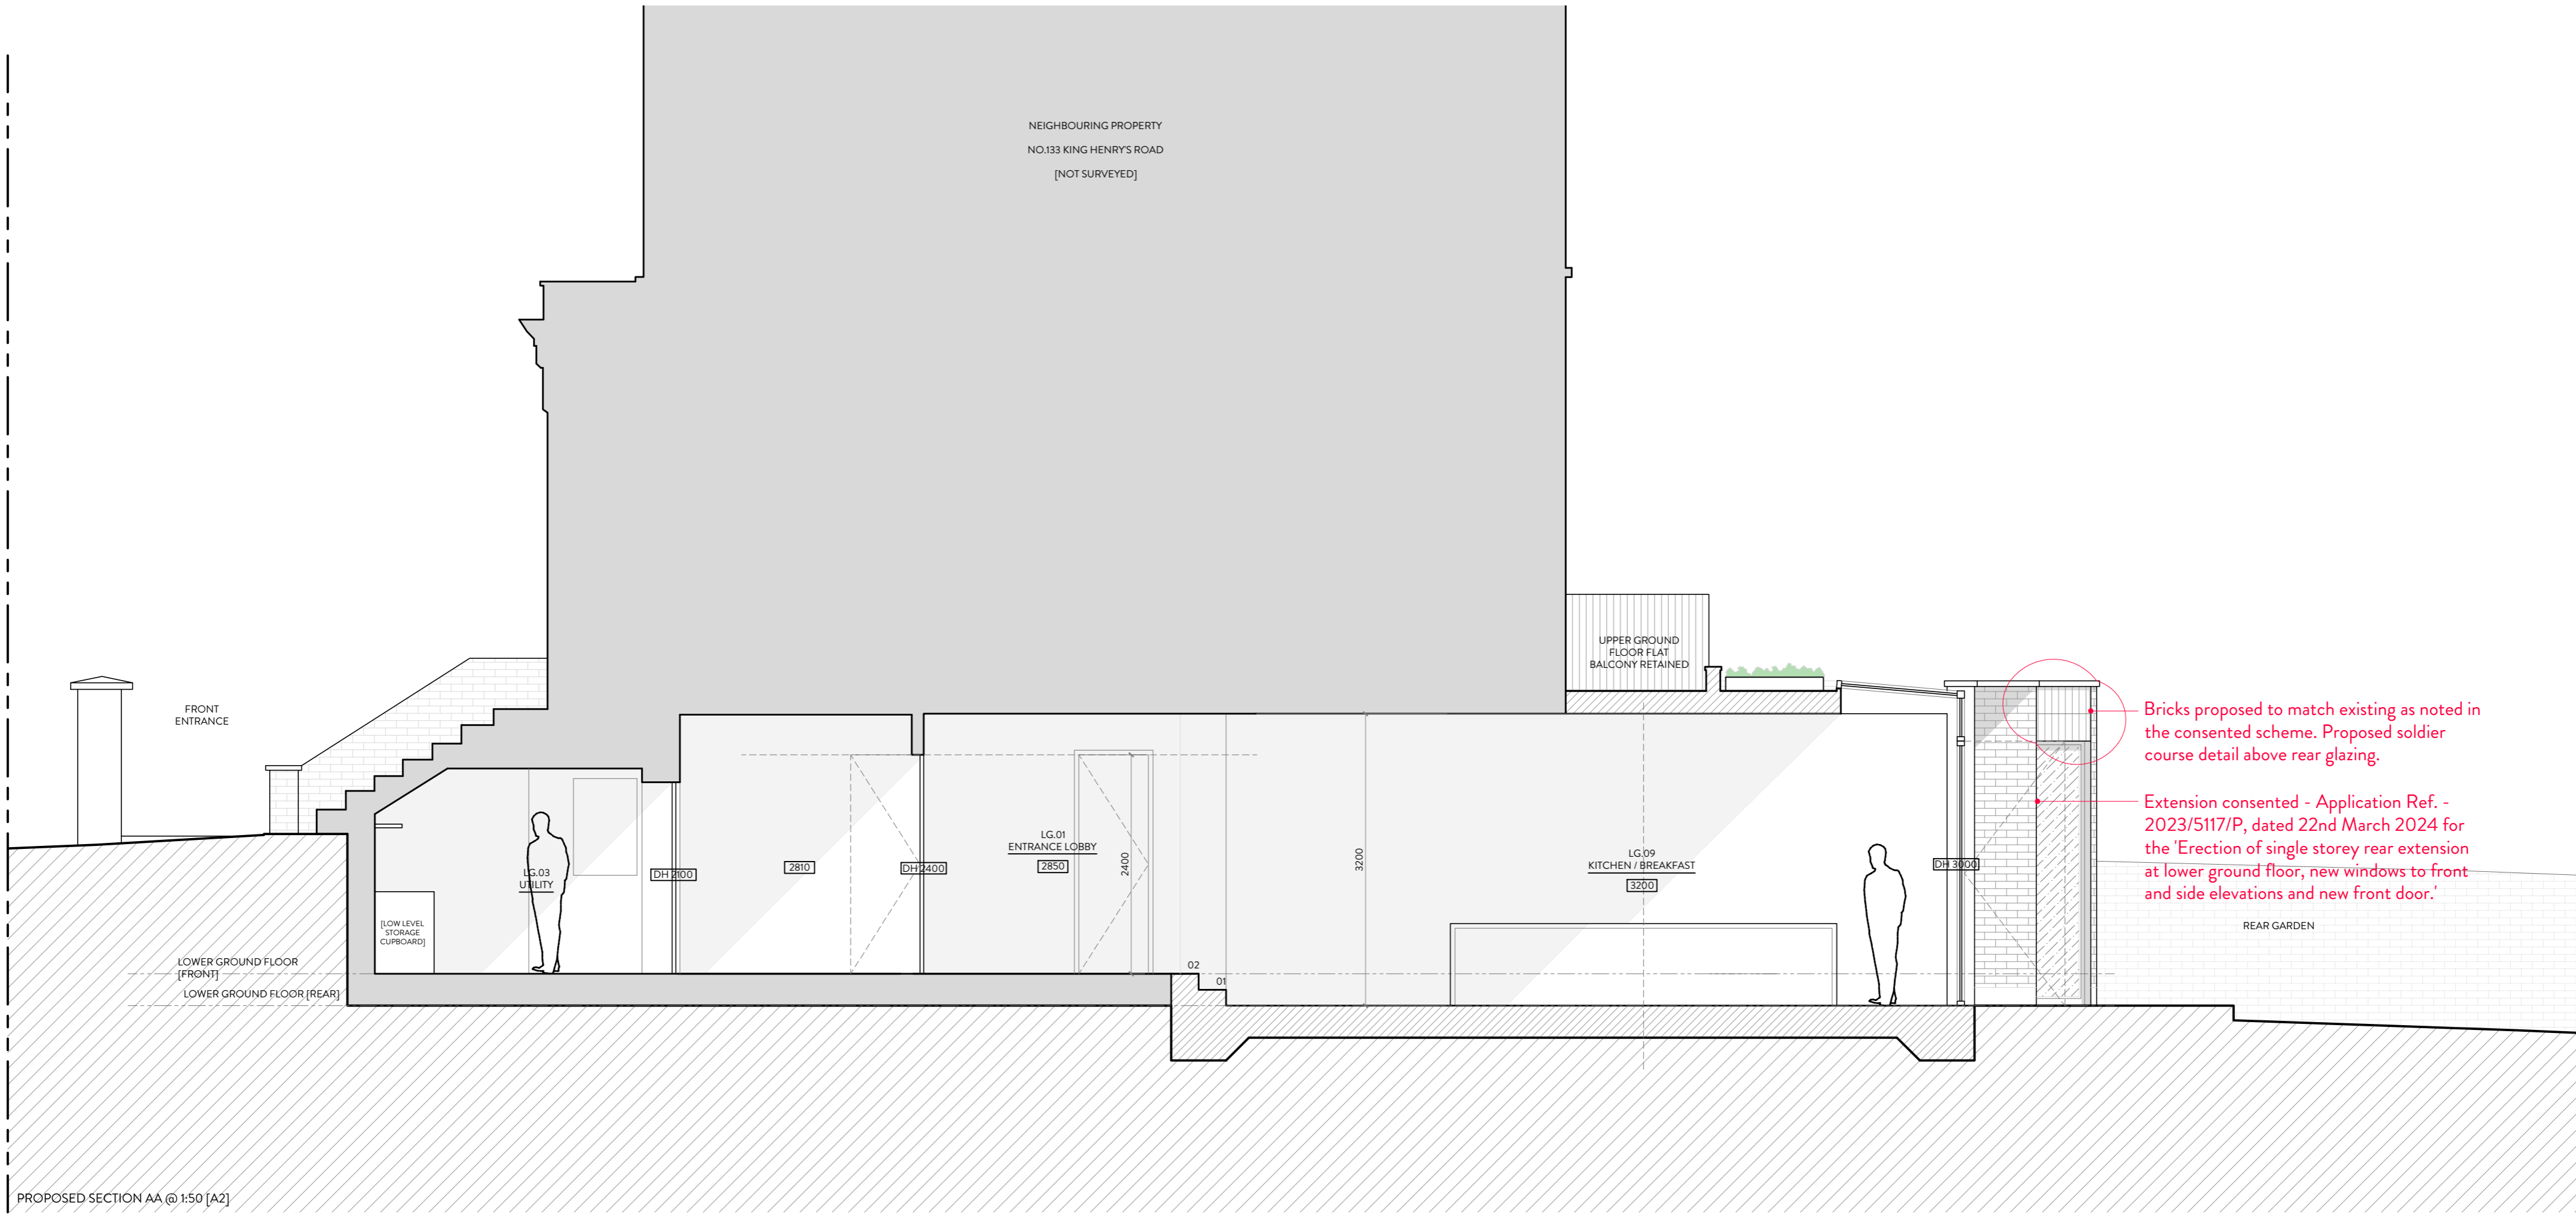 NEIGHBOURING PROPERTY
NO.133 KING HENRY'S ROAD
[NOT SURVEYED]
UPPER GROUND
FLOOR FLAT
BALCONY RETAINED
FRONT
ENTRANCE
Bricks proposed to match existing as noted in
the consented scheme. Proposed soldier
course detail above rear glazing.
Extension consented - Application Ref. -
2023/5117/P, dated 22nd March 2024 for
the 'Erection of single storey rear extension
at lower ground floor, new windows to front
and side elevations and new front door.'
LG.03
UTILITY
DH 2100
2810
DH 2400
LG.01
ENTRANCE LOBBY
2850
2400
3200
LG.09
KITCHEN / BREAKFAST
3200
DH 3000
[LOW LEVEL
STORAGE
CUPBOARD]
REAR GARDEN
LOWER GROUND FLOOR
[FRONT]
LOWER GROUND FLOOR [REAR]
02
01
PROPOSED SECTION AA @ 1:50 [A2]